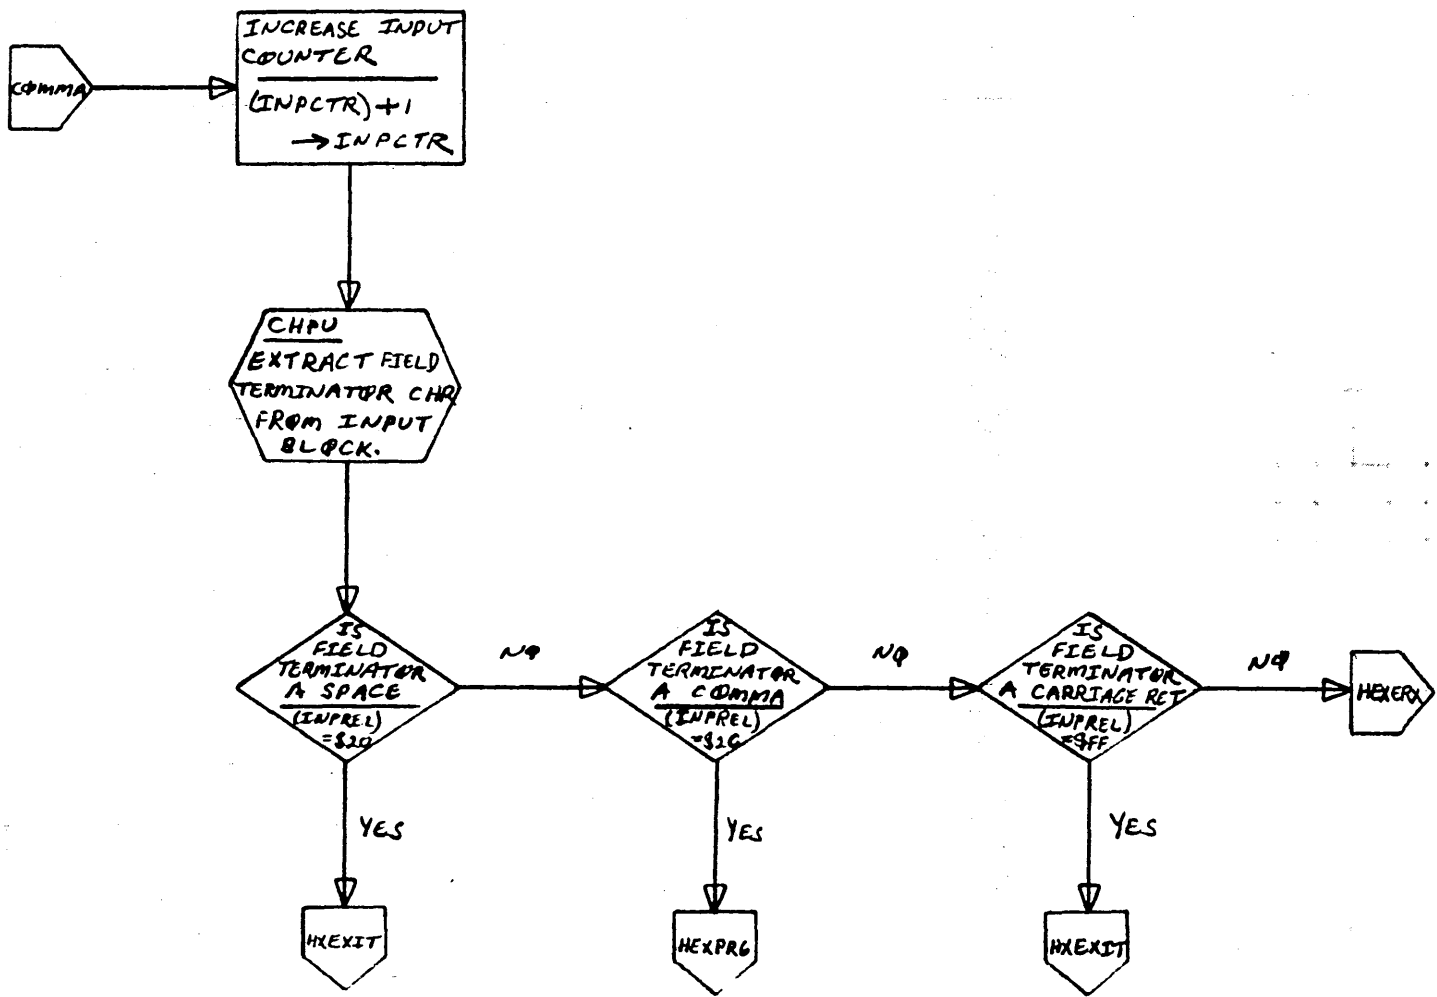 COMMA
INCREASE INPUT
COUNTER
(INPCTR)+1
→INPCTR
CHPU
EXTRACT FIELD
TERMINATOR CHR
FROM INPUT
BLOCK.
IS
FIELD
TERMINATOR
A SPACE
(INPREL)
=$20
NO
YES
HXEXIT
IS
FIELD
TERMINATOR
A COMMA
(INPREL)
=$2C
NO
YES
HEXPRG
IS
FIELD
TERMINATOR
A CARRIAGE RET
(INPREL)
=$FF
NO
YES
HXEXIT
HEXERX